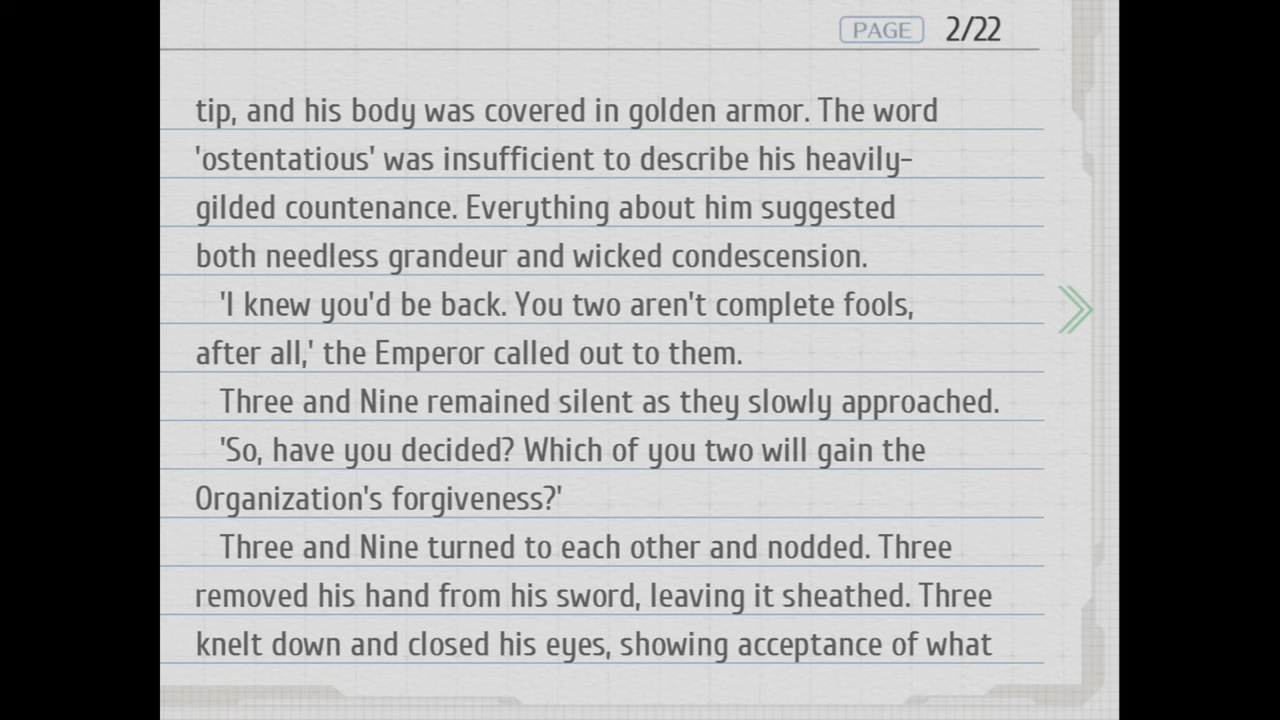 PAGE 2/22
tip, and his body was covered in golden armor. The word
'ostentatious' was insufficient to describe his heavily-
gilded countenance. Everything about him suggested
both needless grandeur and wicked condescension.
'I knew you'd be back. You two aren't complete fools,
after all,' the Emperor called out to them.
Three and Nine remained silent as they slowly approached.
'So, have you decided? Which of you two will gain the
Organization's forgiveness?'
Three and Nine turned to each other and nodded. Three
removed his hand from his sword, leaving it sheathed. Three
knelt down and closed his eyes, showing acceptance of what